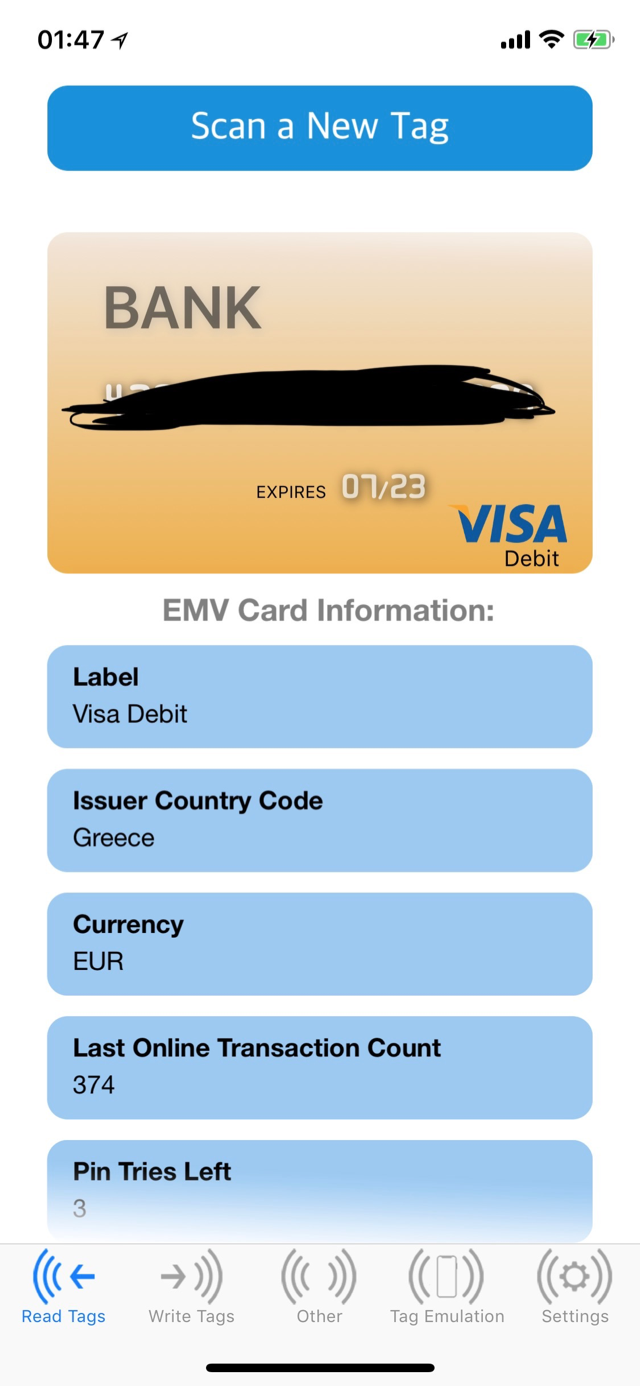 01:47
Scan a New Tag
BANK
EXPIRES 07/23
VISA
Debit
EMV Card Information:
Label
Visa Debit
Issuer Country Code
Greece
Currency
EUR
Last Online Transaction Count
374
Pin Tries Left
3
Read Tags
Write Tags
Other
Tag Emulation
Settings